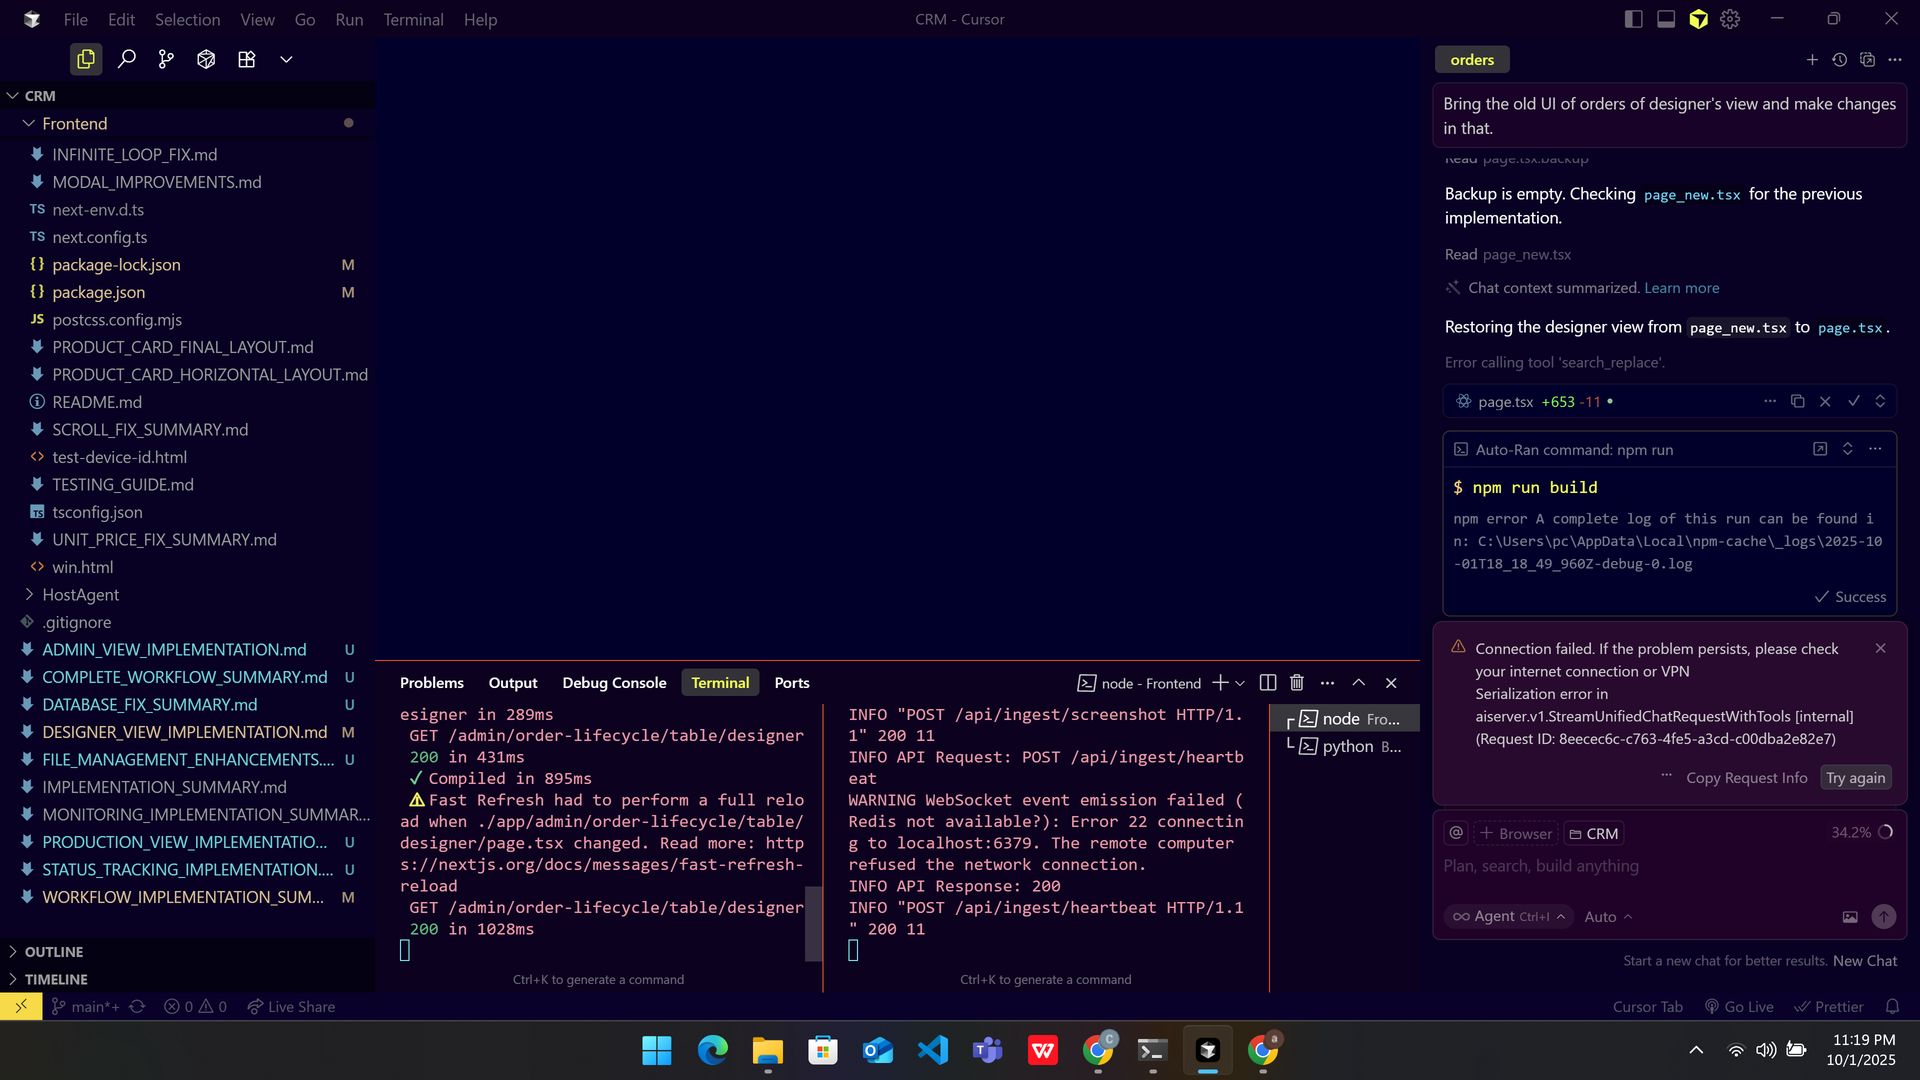 File Edit Selection View Go Run Terminal Help
CRM - Cursor
CRM
Frontend
INFINITE_LOOP_FIX.md
MODAL_IMPROVEMENTS.md
TS next-env.d.ts
TS next.config.ts
{} package-lock.json M
{} package.json M
JS postcss.config.mjs
PRODUCT_CARD_FINAL_LAYOUT.md
PRODUCT_CARD_HORIZONTAL_LAYOUT.md
README.md
SCROLL_FIX_SUMMARY.md
<> test-device-id.html
TESTING_GUIDE.md
TS tsconfig.json
UNIT_PRICE_FIX_SUMMARY.md
<> win.html
HostAgent
.gitignore
ADMIN_VIEW_IMPLEMENTATION.md U
COMPLETE_WORKFLOW_SUMMARY.md U
DATABASE_FIX_SUMMARY.md U
DESIGNER_VIEW_IMPLEMENTATION.md M
FILE_MANAGEMENT_ENHANCEMENTS.... U
IMPLEMENTATION_SUMMARY.md
MONITORING_IMPLEMENTATION_SUMMAR...
PRODUCTION_VIEW_IMPLEMENTATIO... U
STATUS_TRACKING_IMPLEMENTATION.... U
WORKFLOW_IMPLEMENTATION_SUM... M
OUTLINE
TIMELINE
Problems Output Debug Console Terminal Ports
node - Frontend
esigner in 289ms
GET /admin/order-lifecycle/table/designer
200 in 431ms
✓ Compiled in 895ms
⚠ Fast Refresh had to perform a full relo
ad when ./app/admin/order-lifecycle/table/
designer/page.tsx changed. Read more: http
s://nextjs.org/docs/messages/fast-refresh-
reload
GET /admin/order-lifecycle/table/designer
200 in 1028ms
Ctrl+K to generate a command
INFO "POST /api/ingest/screenshot HTTP/1.
1" 200 11
INFO API Request: POST /api/ingest/heartb
eat
WARNING WebSocket event emission failed (
Redis not available?): Error 22 connectin
g to localhost:6379. The remote computer
refused the network connection.
INFO API Response: 200
INFO "POST /api/ingest/heartbeat HTTP/1.1
" 200 11
Ctrl+K to generate a command
node Fro...
python B...
orders
Bring the old UI of orders of designer's view and make changes
in that.
Read page.tsx.backup
Backup is empty. Checking page_new.tsx for the previous
implementation.
Read page_new.tsx
Chat context summarized. Learn more
Restoring the designer view from page_new.tsx to page.tsx.
Error calling tool 'search_replace'.
page.tsx +653 -11 •
Auto-Ran command: npm run
$ npm run build
npm error A complete log of this run can be found i
n: C:\Users\pc\AppData\Local\npm-cache\_logs\2025-10
-01T18_18_49_960Z-debug-0.log
✓ Success
Connection failed. If the problem persists, please check
your internet connection or VPN
Serialization error in
aiserver.v1.StreamUnifiedChatRequestWithTools [internal]
(Request ID: 8eecec6c-c763-4fe5-a3cd-c00dba2e82e7)
Copy Request Info Try again
@ + Browser CRM 34.2%
Plan, search, build anything
∞ Agent Ctrl+I Auto
Start a new chat for better results. New Chat
main*+ 0 0 Live Share
Cursor Tab Go Live Prettier
11:19 PM
10/1/2025